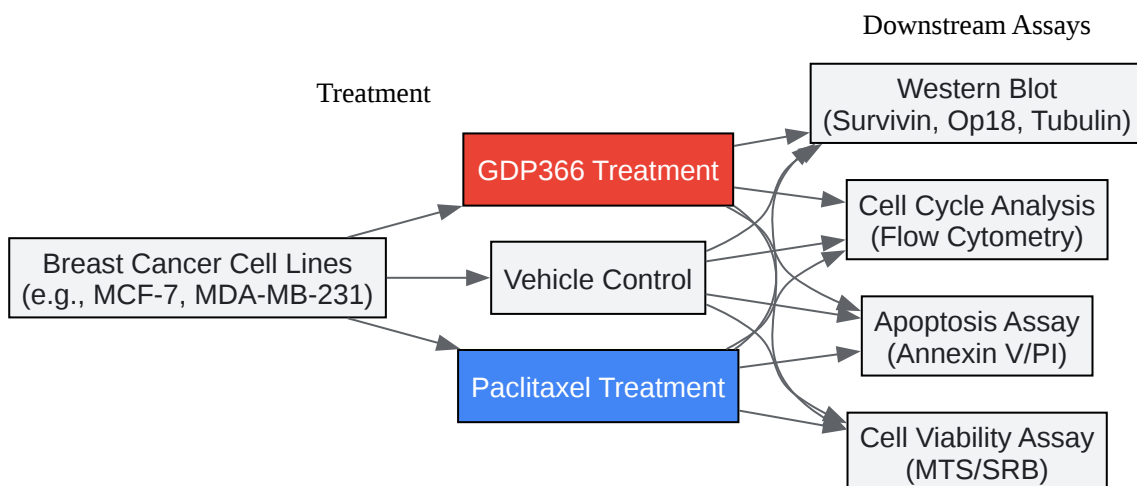 Downstream Assays
Treatment
Western Blot
(Survivin, Op18, Tubulin)
GDP366 Treatment
Cell Cycle Analysis
(Flow Cytometry)
Breast Cancer Cell Lines
(e.g., MCF-7, MDA-MB-231)
Vehicle Control
Apoptosis Assay
(Annexin V/PI)
Paclitaxel Treatment
Cell Viability Assay
(MTS/SRB)